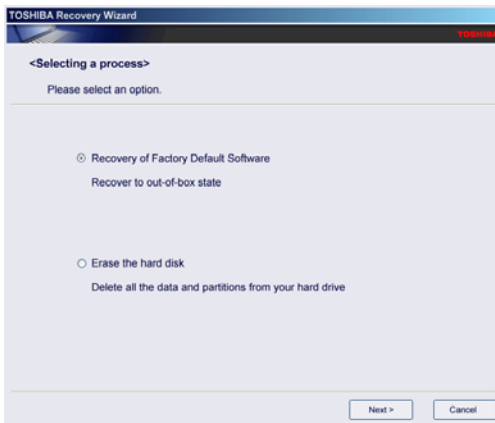 TOSHIBA Recovery Wizard
TOSHIBA
<Selecting a process>
Please select an option.
Recovery of Factory Default Software
Recover to out-of-box state
Erase the hard disk
Delete all the data and partitions from your hard drive
Next >
Cancel